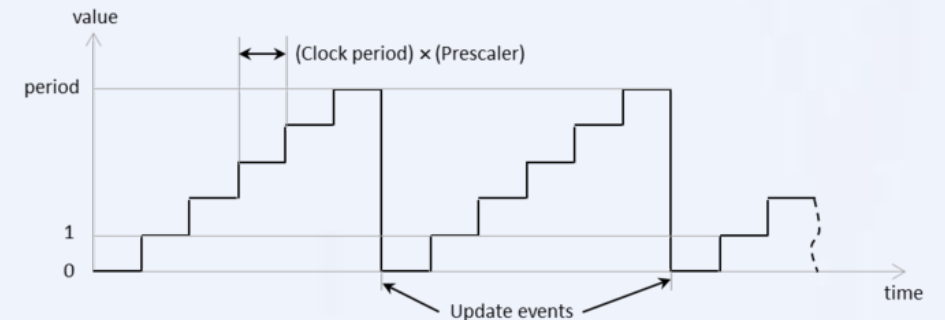 value
(Clock period) × (Prescaler)
period
1
0
time
Update events